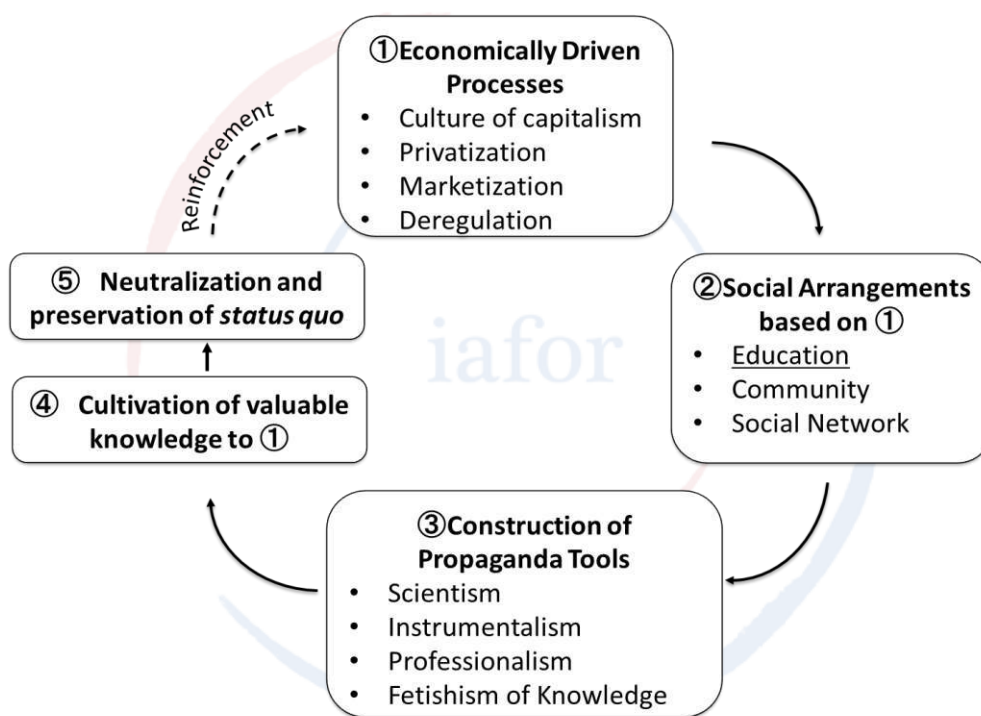 ①Economically Driven
Processes
• Culture of capitalism
• Privatization
• Marketization
• Deregulation
Reinforcement
②Social Arrangements
based on ①
• Education
• Community
• Social Network
⑤ Neutralization and
preservation of status quo
iafor
④ Cultivation of valuable
knowledge to ①
③Construction of
Propaganda Tools
• Scientism
• Instrumentalism
• Professionalism
• Fetishism of Knowledge